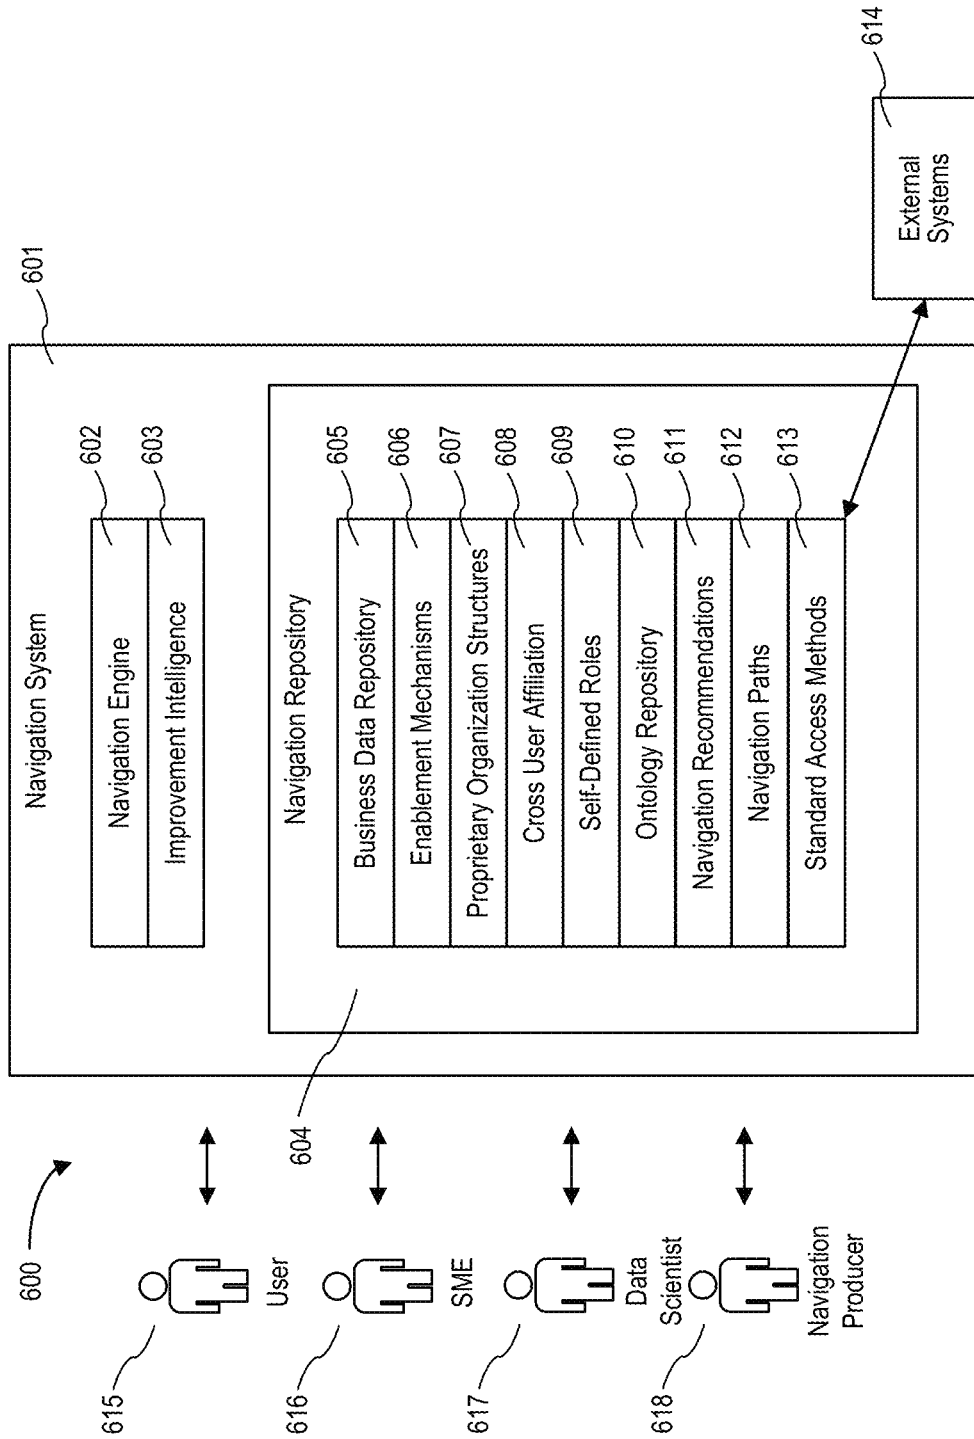 600
601
Navigation System
Navigation Engine
602
Improvement Intelligence
603
604
Navigation Repository
Business Data Repository
605
Enablement Mechanisms
606
Proprietary Organization Structures
607
Cross User Affiliation
608
Self-Defined Roles
609
Ontology Repository
610
Navigation Recommendations
611
Navigation Paths
612
Standard Access Methods
613
External
Systems
614
615
User
616
SME
617
Data
Scientist
618
Navigation
Producer